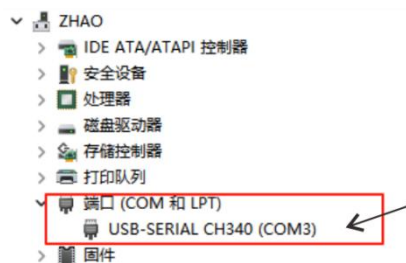 ZHAO
IDE ATA/ATAPI 控制器
安全设备
处理器
磁盘驱动器
存储控制器
打印队列
端口 (COM 和 LPT)
USB-SERIAL CH340 (COM3)
固件